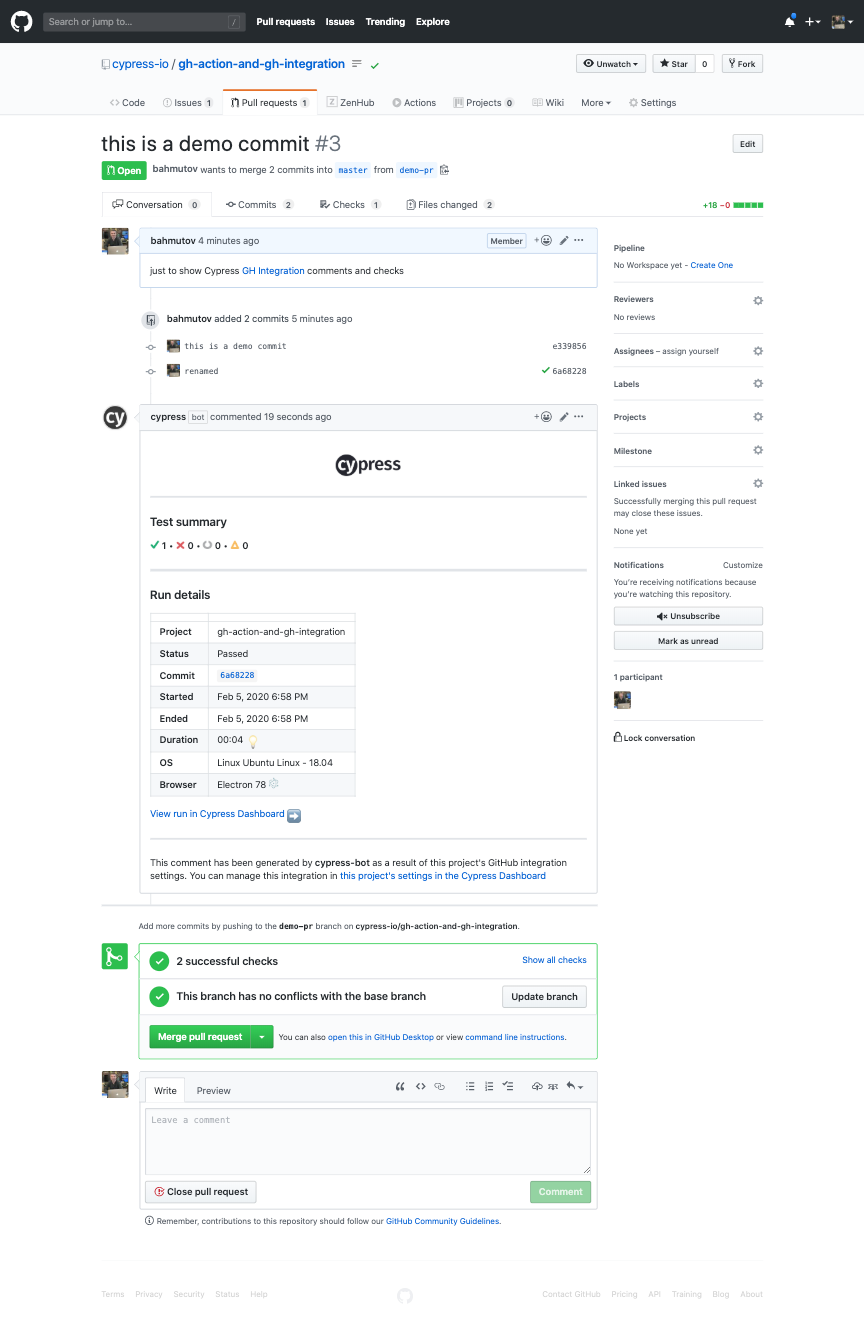 Search or jump to... /
Pull requests Issues Trending Explore
cypress-io / gh-action-and-gh-integration
Unwatch Star 0 Fork
Code Issues 1 Pull requests 1 ZenHub Actions Projects 0 Wiki More Settings
this is a demo commit #3
Edit
Open bahmutov wants to merge 2 commits into master from demo-pr
Conversation 0 Commits 2 Checks 1 Files changed 2
+18 −0
bahmutov 4 minutes ago
Member
just to show Cypress GH Integration comments and checks
bahmutov added 2 commits 5 minutes ago
this is a demo commit e339856
renamed 6a68228
cy
cypress bot commented 19 seconds ago
cypress
Test summary
1 • 0 • 0 • 0
Run details
Project gh-action-and-gh-integration
Status Passed
Commit 6a68228
Started Feb 5, 2020 6:58 PM
Ended Feb 5, 2020 6:58 PM
Duration 00:04
OS Linux Ubuntu Linux - 18.04
Browser Electron 78
View run in Cypress Dashboard
This comment has been generated by cypress-bot as a result of this project's GitHub integration
settings. You can manage this integration in this project's settings in the Cypress Dashboard
Add more commits by pushing to the demo-pr branch on cypress-io/gh-action-and-gh-integration.
2 successful checks
Show all checks
This branch has no conflicts with the base branch
Update branch
Merge pull request
You can also open this in GitHub Desktop or view command line instructions.
Write Preview
Leave a comment
Close pull request
Comment
Remember, contributions to this repository should follow our GitHub Community Guidelines.
Pipeline
No Workspace yet - Create One
Reviewers
No reviews
Assignees – assign yourself
Labels
Projects
Milestone
Linked issues
Successfully merging this pull request
may close these issues.
None yet
Notifications Customize
You're receiving notifications because
you're watching this repository.
Unsubscribe
Mark as unread
1 participant
Lock conversation
Terms Privacy Security Status Help
Contact GitHub Pricing API Training Blog About